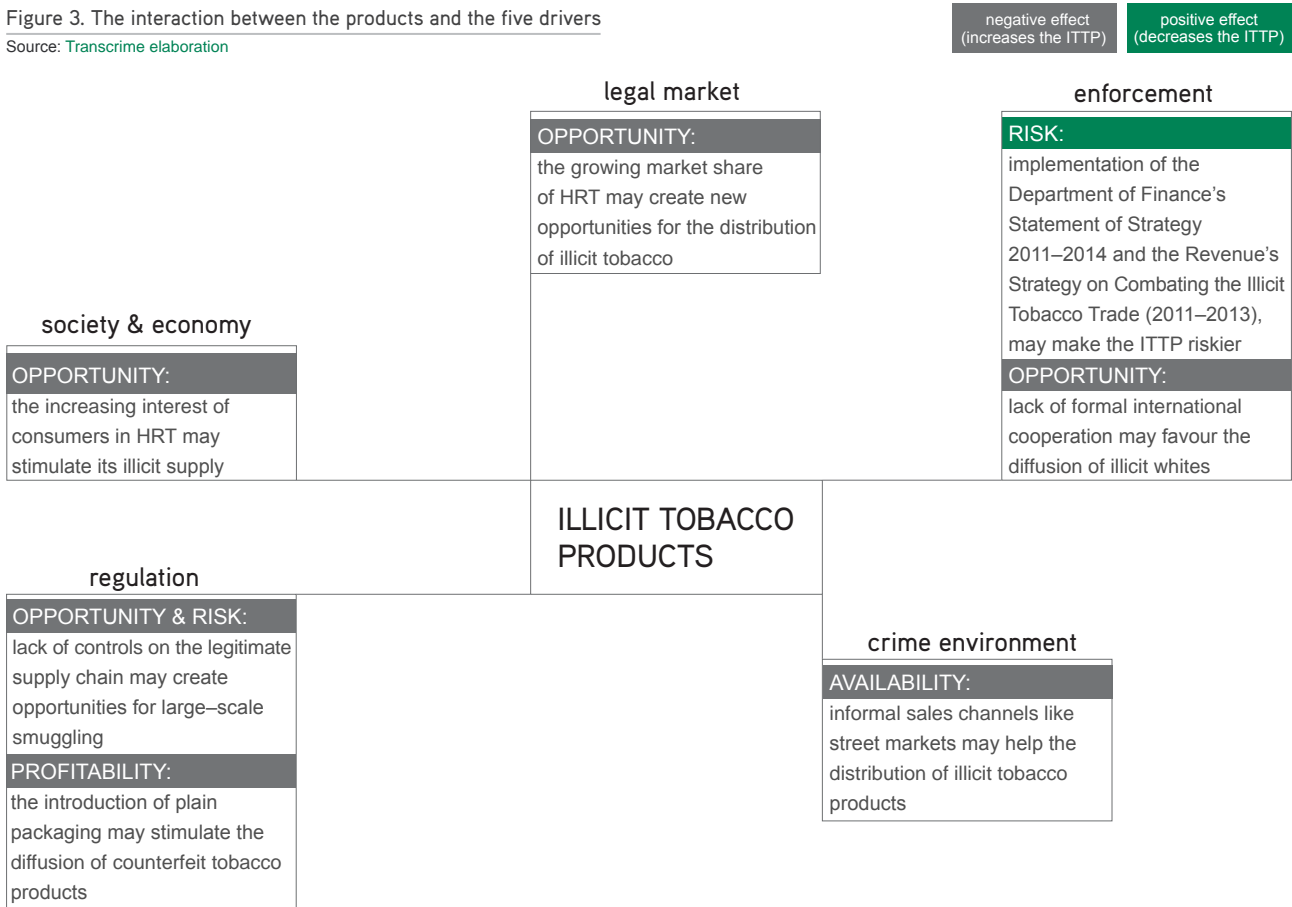 Figure 3. The interaction between the products and the five drivers
Source: Transcrime elaboration
negative effect
(increases the ITTP)
positive effect
(decreases the ITTP)
legal market
OPPORTUNITY:
the growing market share
of HRT may create new
opportunities for the distribution
of illicit tobacco
enforcement
RISK:
implementation of the
Department of Finance’s
Statement of Strategy
2011–2014 and the Revenue’s
Strategy on Combating the Illicit
Tobacco Trade (2011–2013),
may make the ITTP riskier
OPPORTUNITY:
lack of formal international
cooperation may favour the
diffusion of illicit whites
society & economy
OPPORTUNITY:
the increasing interest of
consumers in HRT may
stimulate its illicit supply
ILLICIT TOBACCO
PRODUCTS
regulation
OPPORTUNITY & RISK:
lack of controls on the legitimate
supply chain may create
opportunities for large–scale
smuggling
PROFITABILITY:
the introduction of plain
packaging may stimulate the
diffusion of counterfeit tobacco
products
crime environment
AVAILABILITY:
informal sales channels like
street markets may help the
distribution of illicit tobacco
products